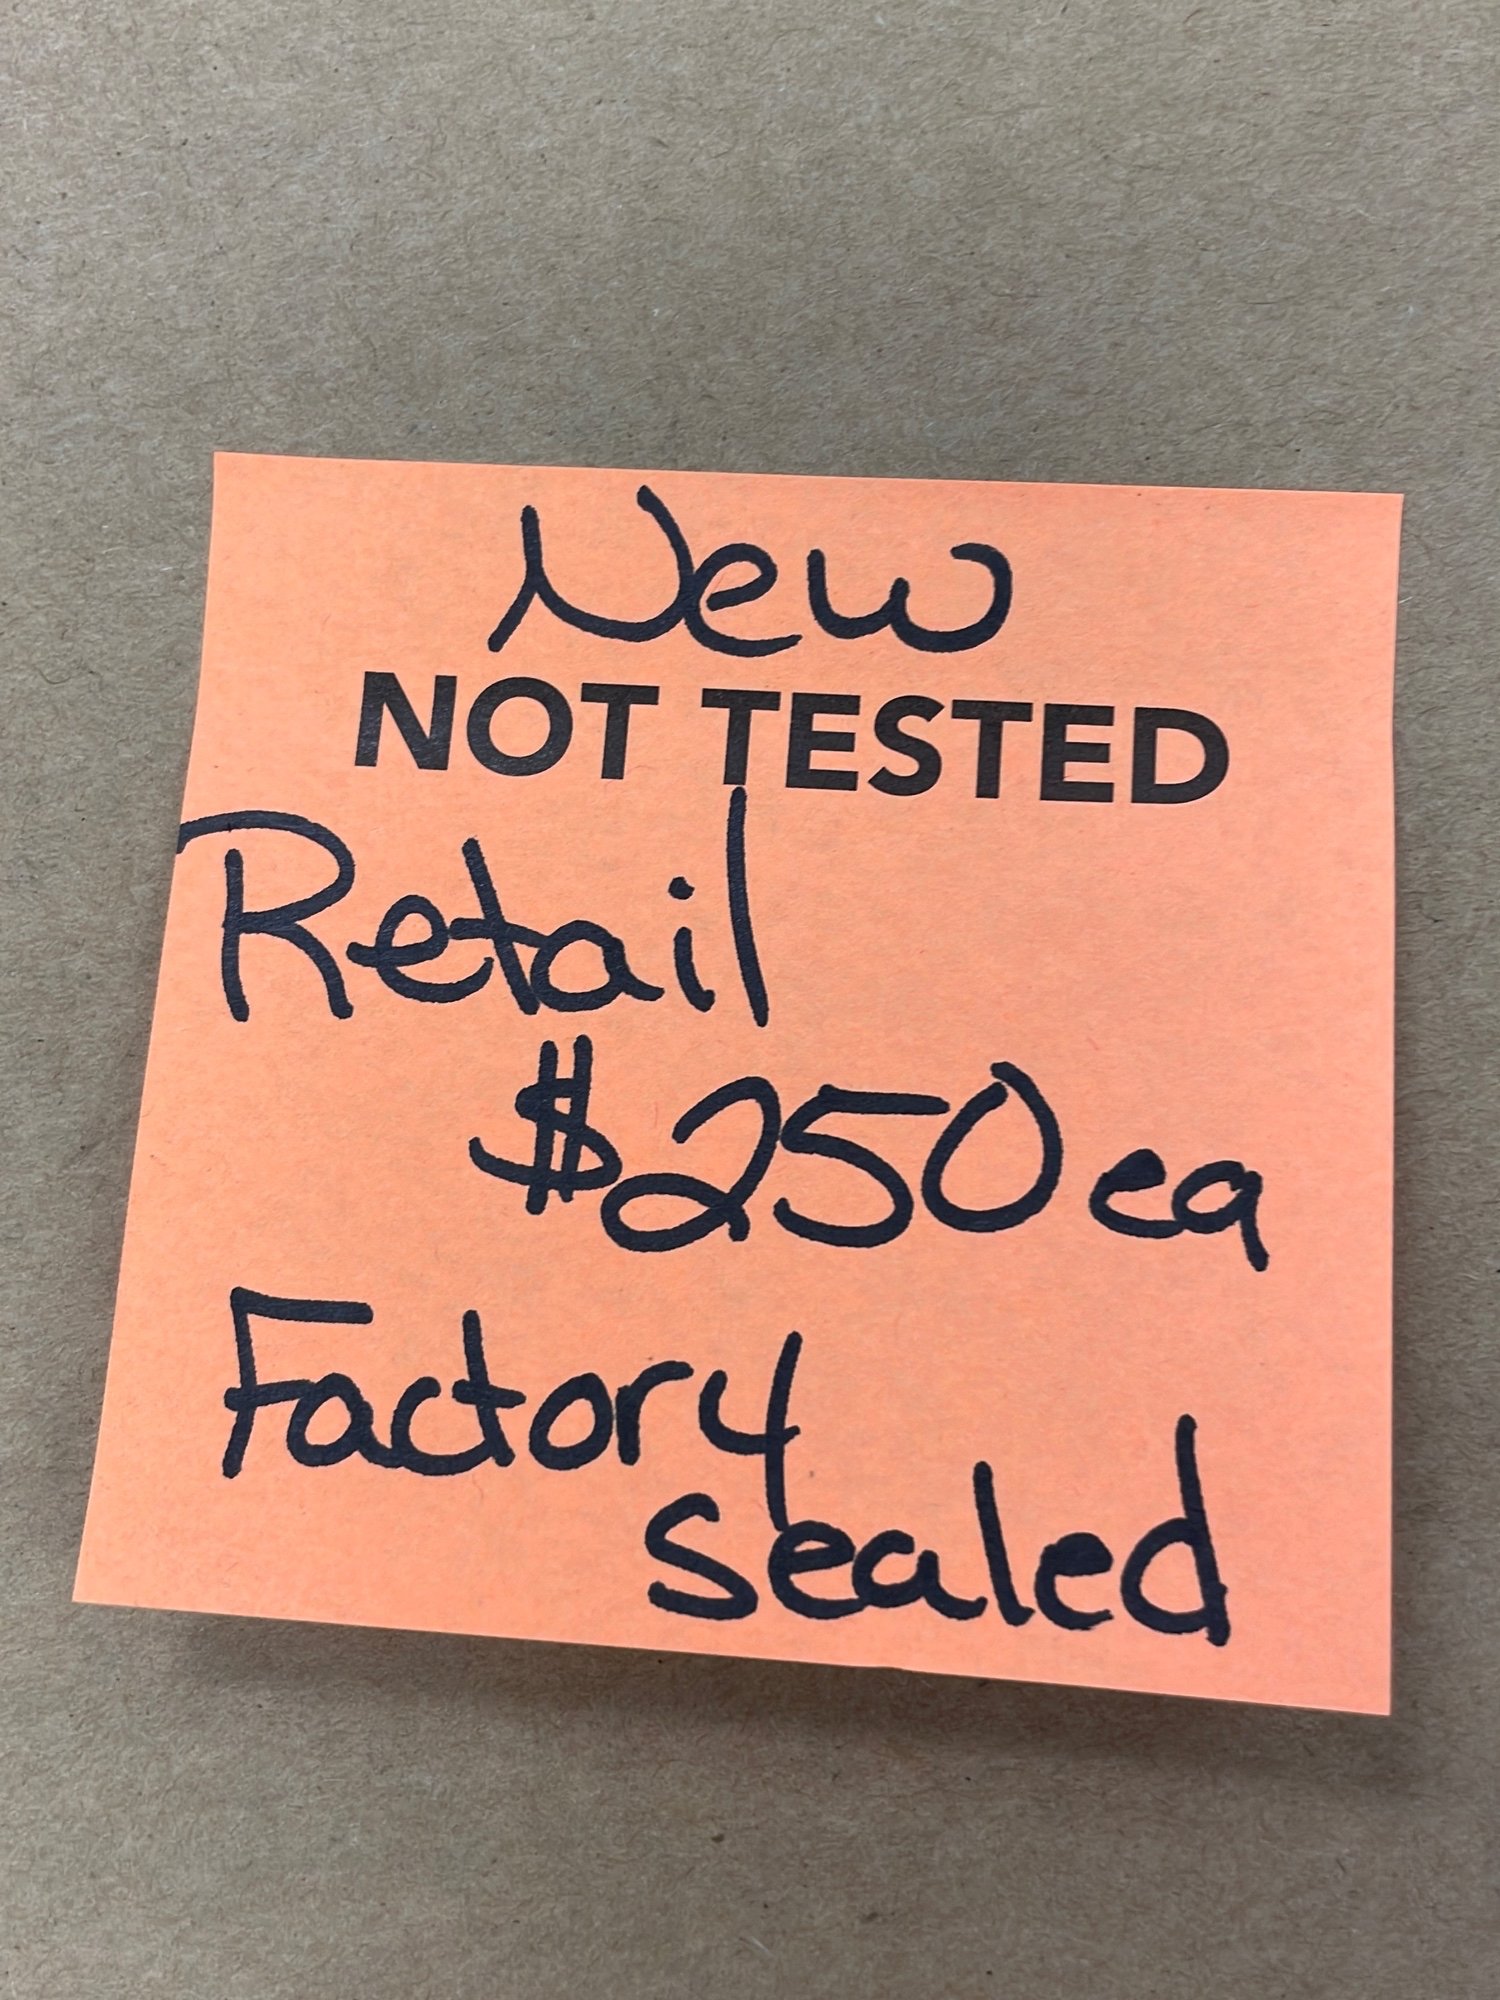 New
NOT TESTED
Retail
$250 ea
Factory
sealed